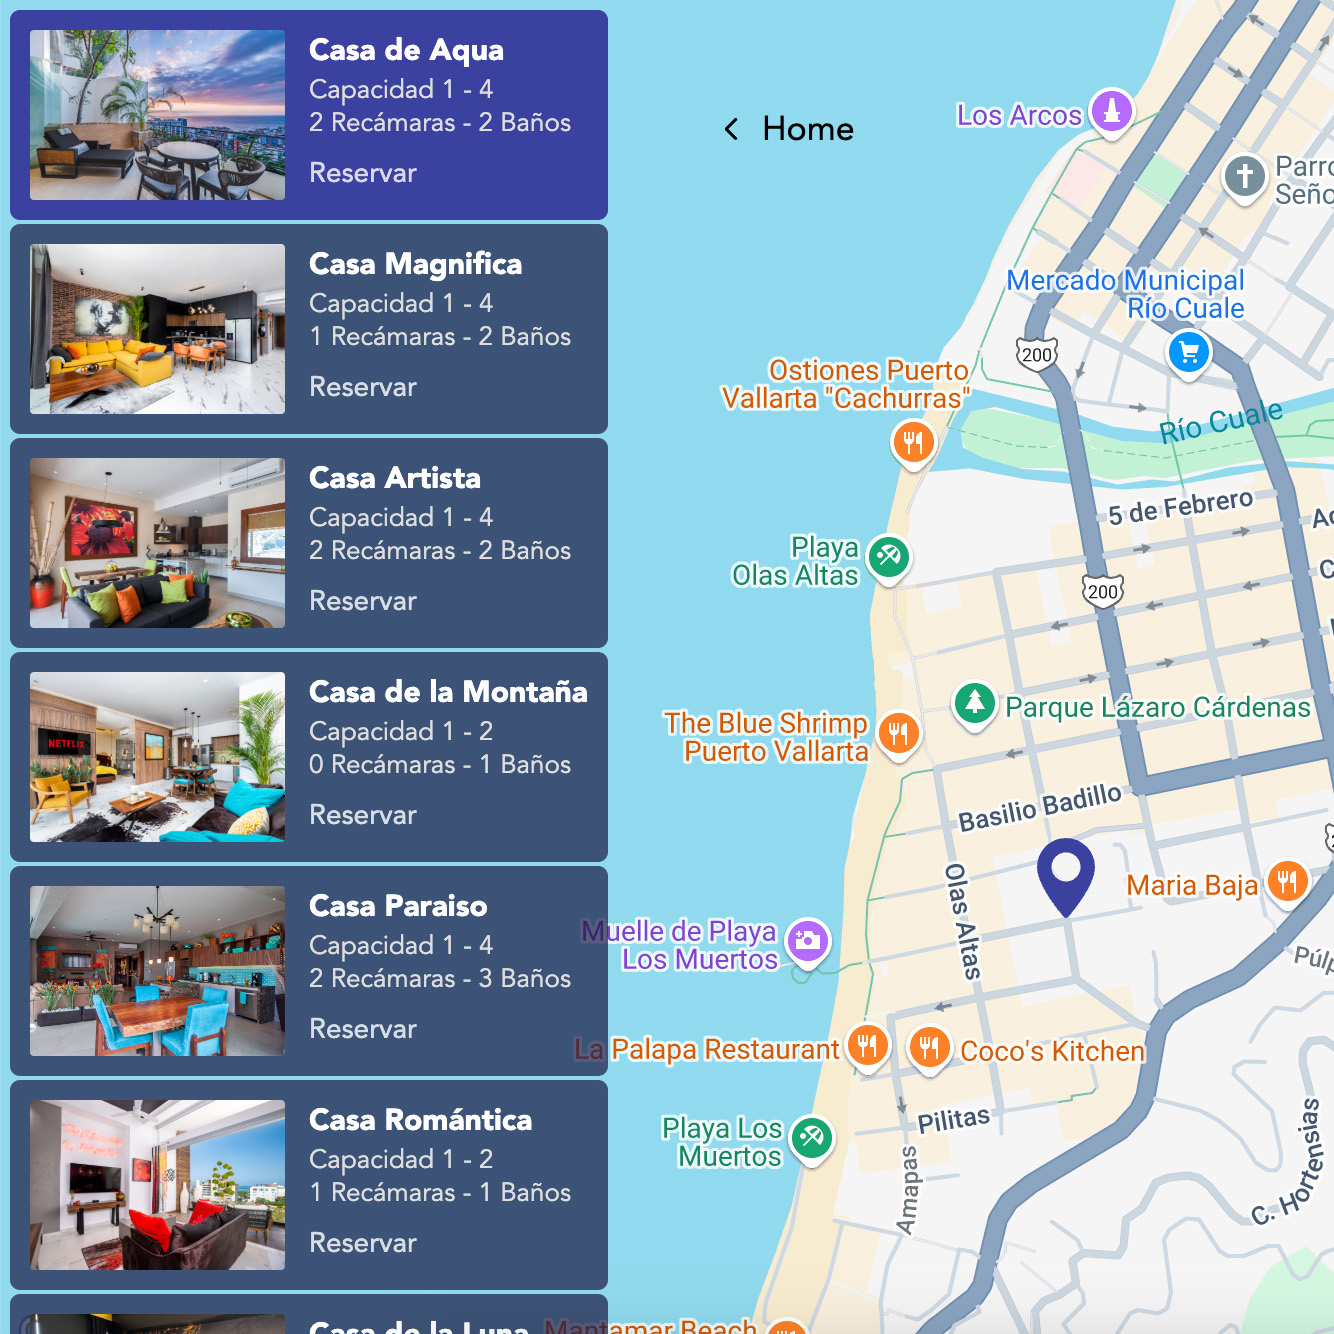 Casa de Aqua
Capacidad 1 - 4
2 Recámaras - 2 Baños
Reservar
Casa Magnifica
Capacidad 1 - 4
1 Recámaras - 2 Baños
Reservar
Casa Artista
Capacidad 1 - 4
2 Recámaras - 2 Baños
Reservar
NETFLIX
Casa de la Montaña
Capacidad 1 - 2
0 Recámaras - 1 Baños
Reservar
Casa Paraiso
Capacidad 1 - 4
2 Recámaras - 3 Baños
Reservar
Casa Romántica
Capacidad 1 - 2
1 Recámaras - 1 Baños
Reservar
Casa de la Luna
Home
Los Arcos
Parro
Seño
Mercado Municipal
Río Cuale
200
Ostiones Puerto
Vallarta "Cachurras"
Río Cuale
5 de Febrero
Playa
Olas Altas
200
The Blue Shrimp
Puerto Vallarta
Parque Lázaro Cárdenas
Basilio Badillo
Olas Altas
Maria Baja
Muelle de Playa
Los Muertos
Púlp
La Palapa Restaurant
Coco's Kitchen
Pilitas
Playa Los
Muertos
Amapas
C. Hortensias
Mantamar Beach